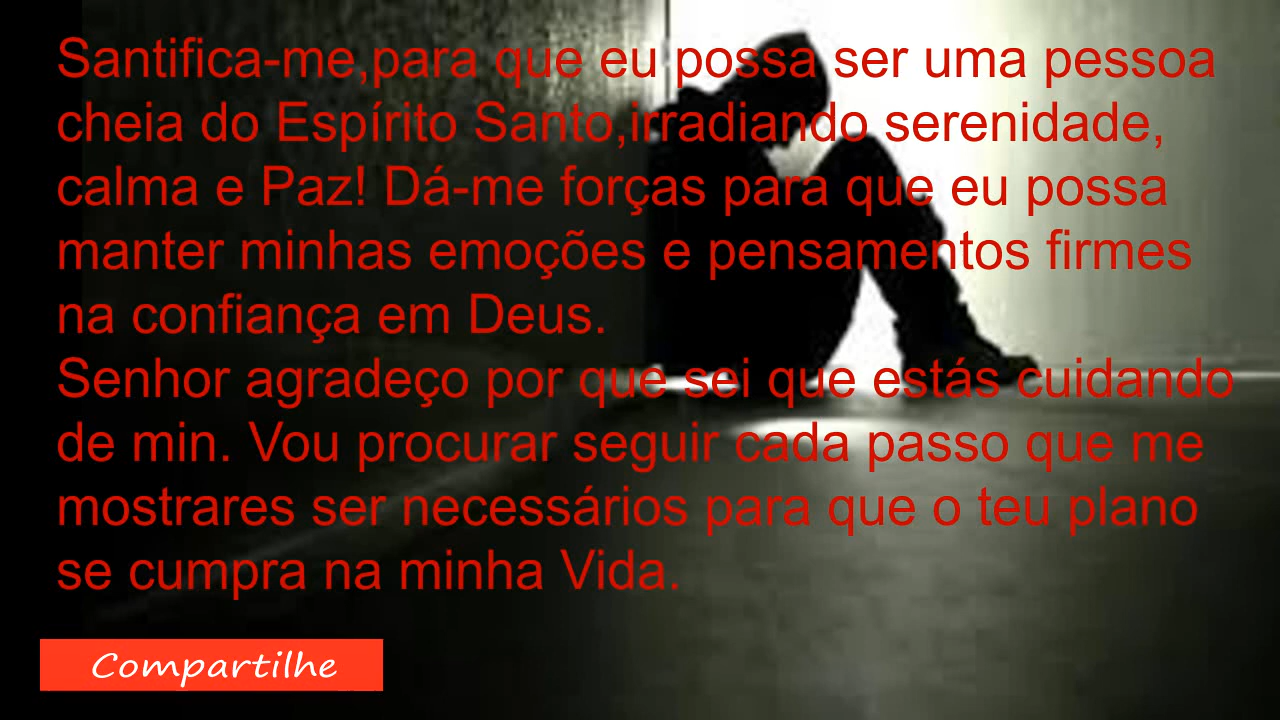 Santifica-me,para que eu possa ser uma pessoa
cheia do Espírito Santo,irradiando serenidade,
calma e Paz! Dá-me forças para que eu possa
manter minhas emoções e pensamentos firmes
na confiança em Deus.
Senhor agradeço por que sei que estás cuidando
de min. Vou procurar seguir cada passo que me
mostrares ser necessários para que o teu plano
se cumpra na minha Vida.
Compartilhe